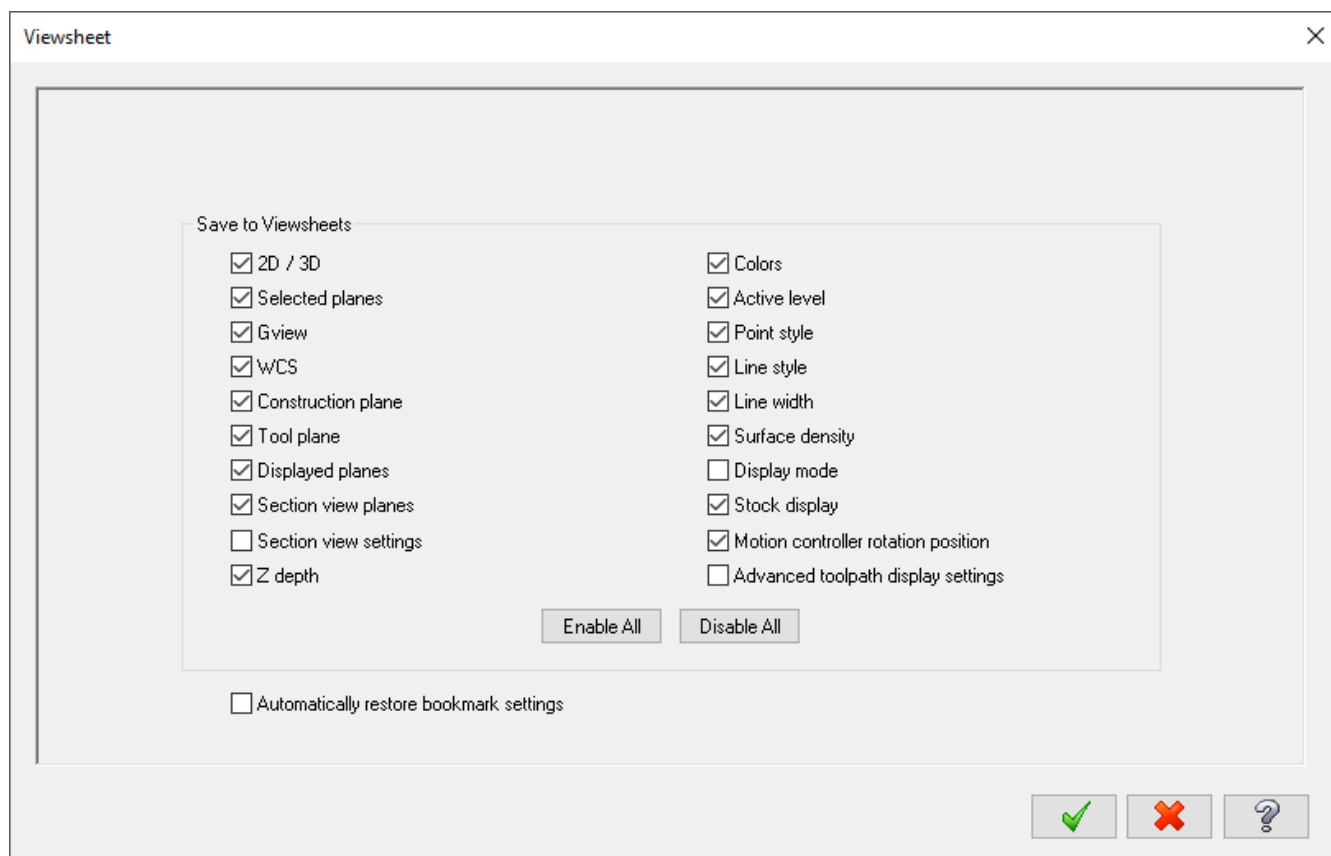 Viewsheet
Save to Viewsheets
2D / 3D
Selected planes
Gview
WCS
Construction plane
Tool plane
Displayed planes
Section view planes
Section view settings
Z depth
Colors
Active level
Point style
Line style
Line width
Surface density
Display mode
Stock display
Motion controller rotation position
Advanced toolpath display settings
Enable All
Disable All
Automatically restore bookmark settings